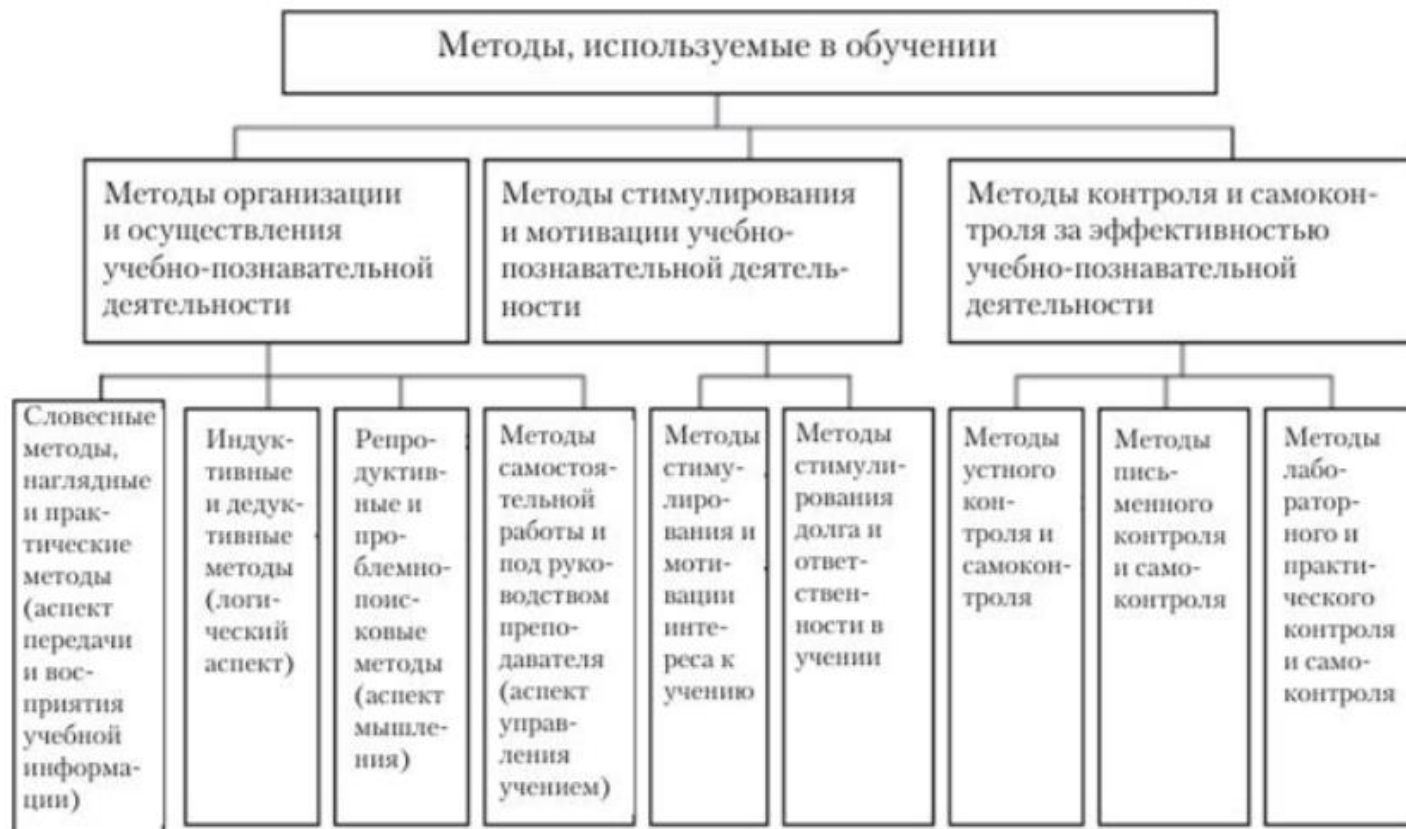 Методы, используемые в обучении
Методы организации
и осуществления
учебно-познавательной
деятельности
Методы стимулирования
и мотивации учебно-
познавательной деятель-
ности
Методы контроля и самокон-
троля за эффективностью
учебно-познавательной
деятельности
Словесные
методы,
наглядные
и прак-
тические
методы
(аспект
передачи
и вос-
приятия
учебной
информа-
ции)
Индук-
тивные
и дедук-
тивные
методы
(логи-
ческий
аспект)
Репро-
дуктив-
ные и
про-
блемно-
поис-
ковые
методы
(аспект
мышле-
ния)
Методы
самостоя-
тельной
работы и
под руко-
водством
препо-
давателя
(аспект
управ-
ления
учением)
Методы
стиму-
лиро-
вания и
моти-
вации
инте-
реса к
учению
Методы
стимули-
рования
долга и
ответ-
ствен-
ности в
учении
Методы
устного
кон-
троля и
самокон-
троля
Методы
пись-
менного
контроля
и само-
контроля
Методы
лабо-
ратор-
ного и
практи-
ческого
контроля
и само-
контроля